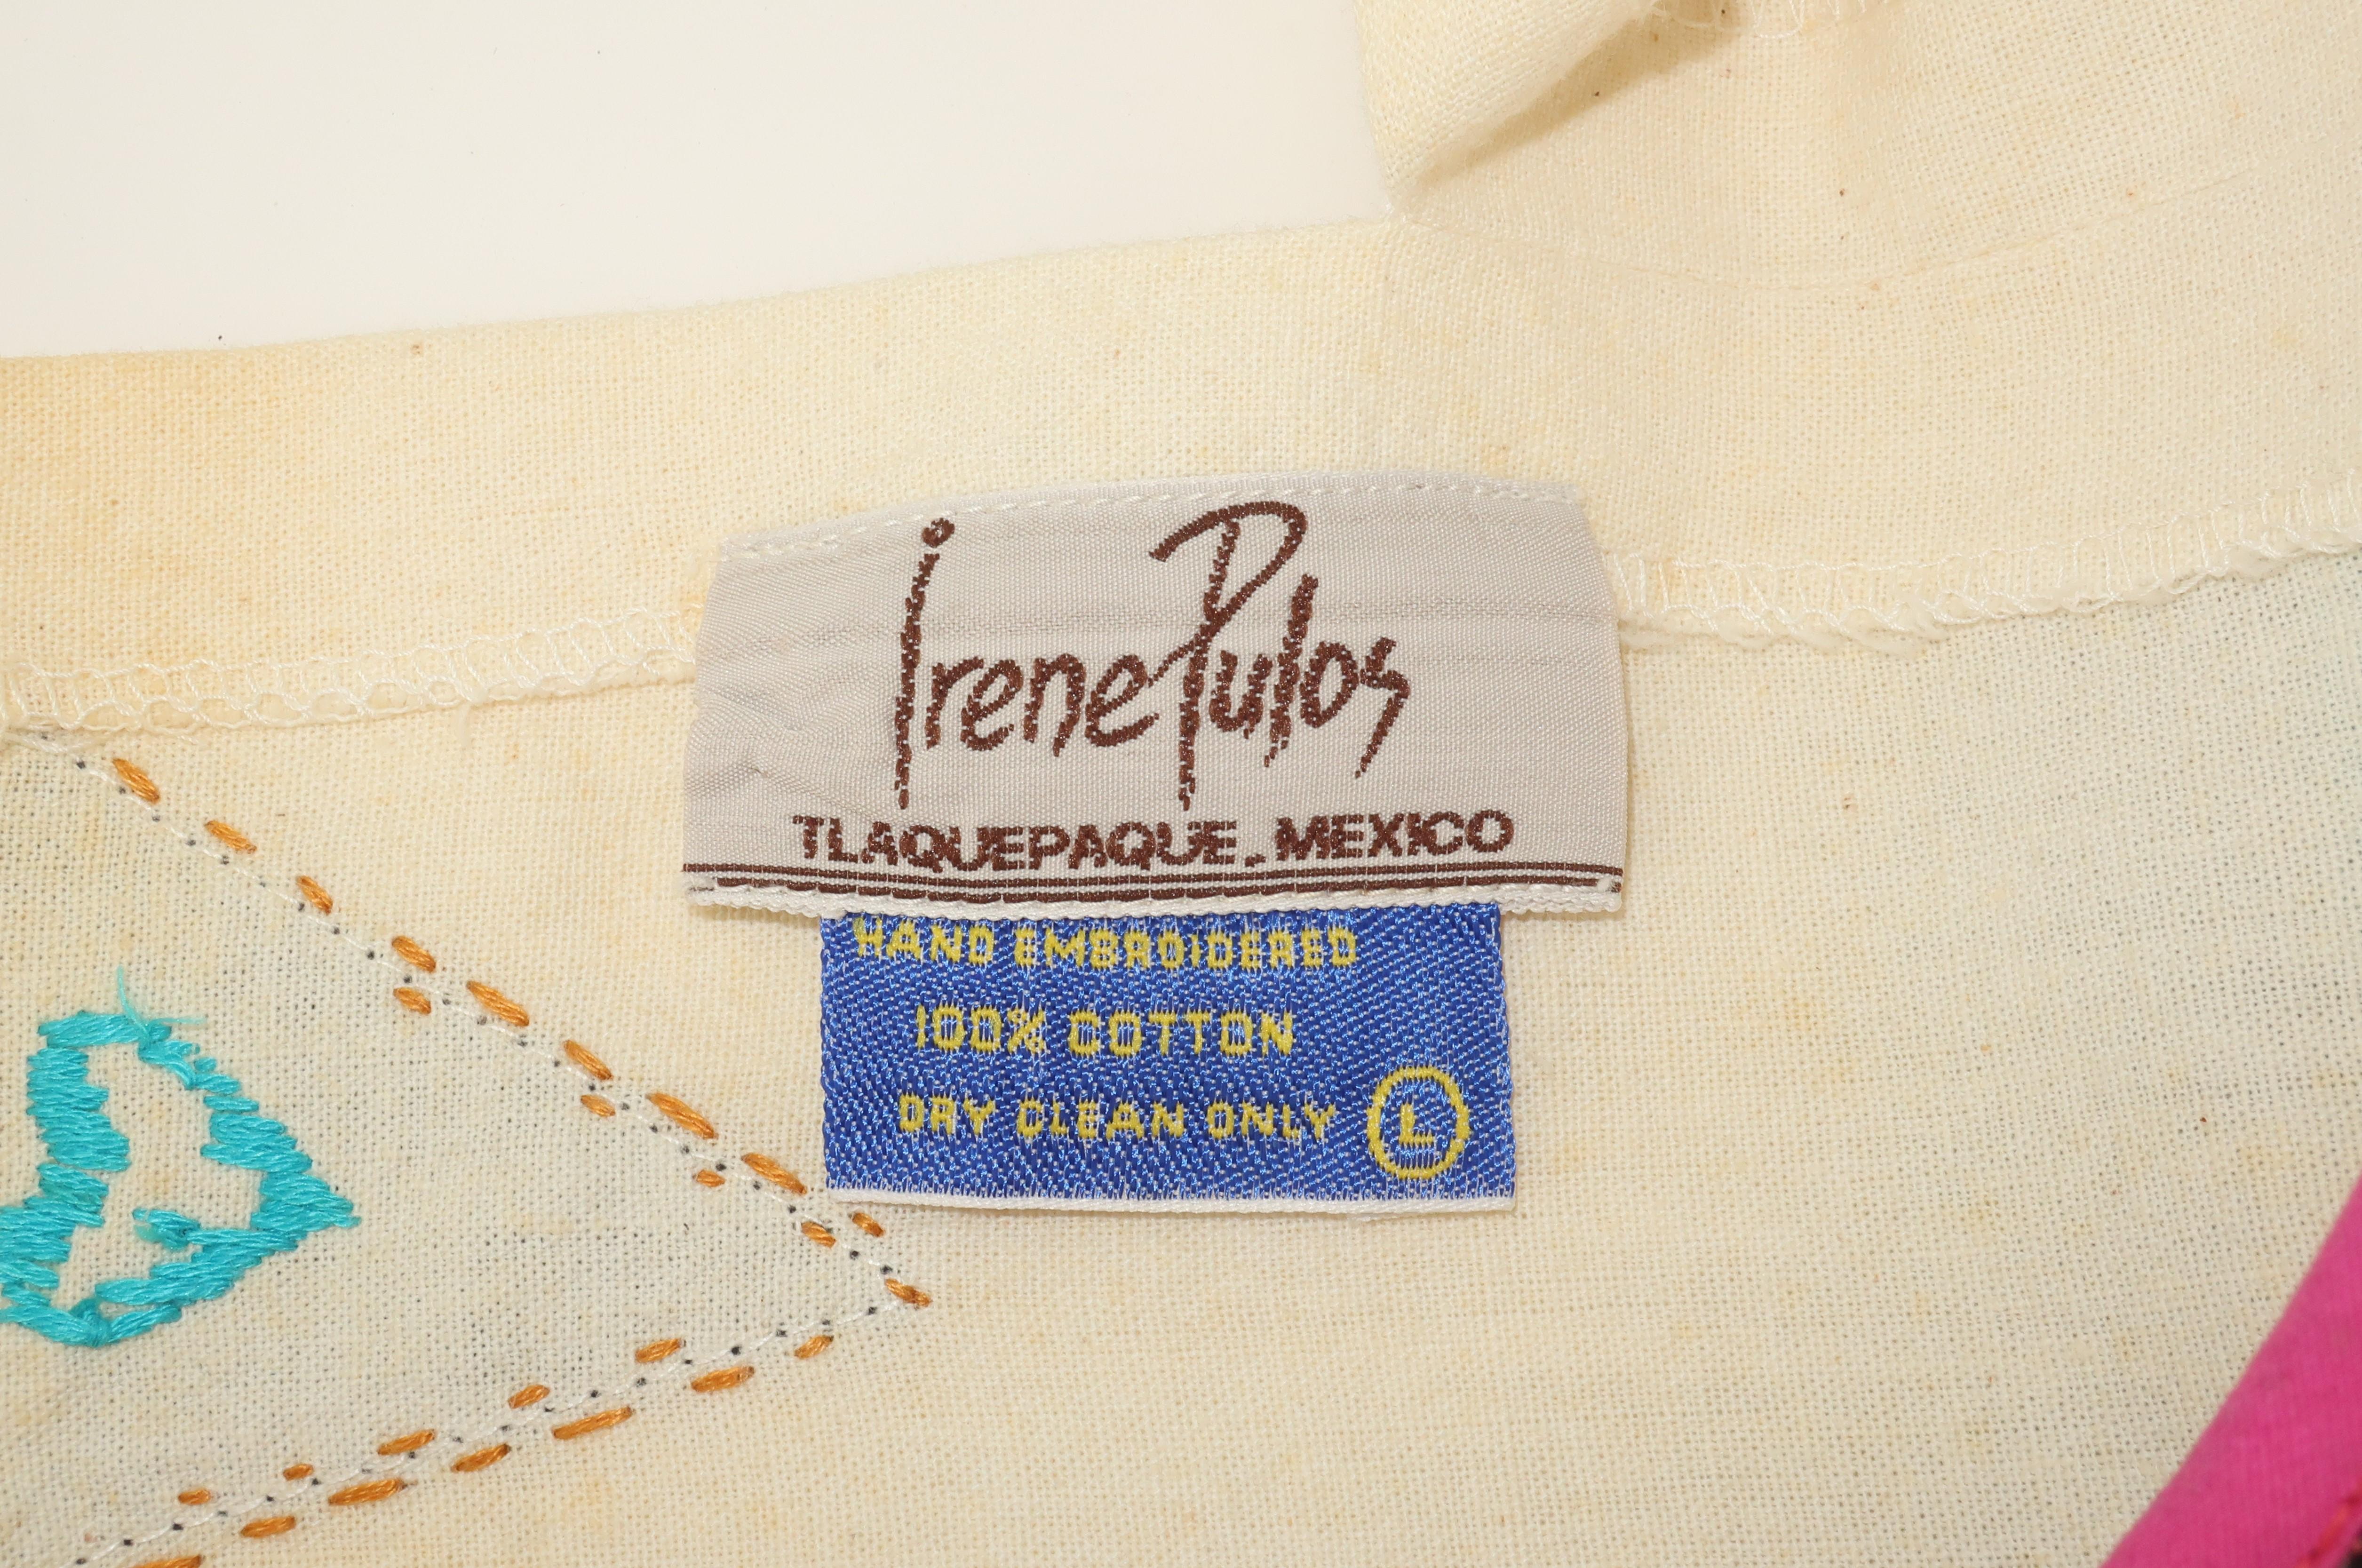 Irene Pulos
TLAQUEPAQUE_MEXICO
HAND EMBROIDERED
100% COTTON
DRY CLEAN ONLY L